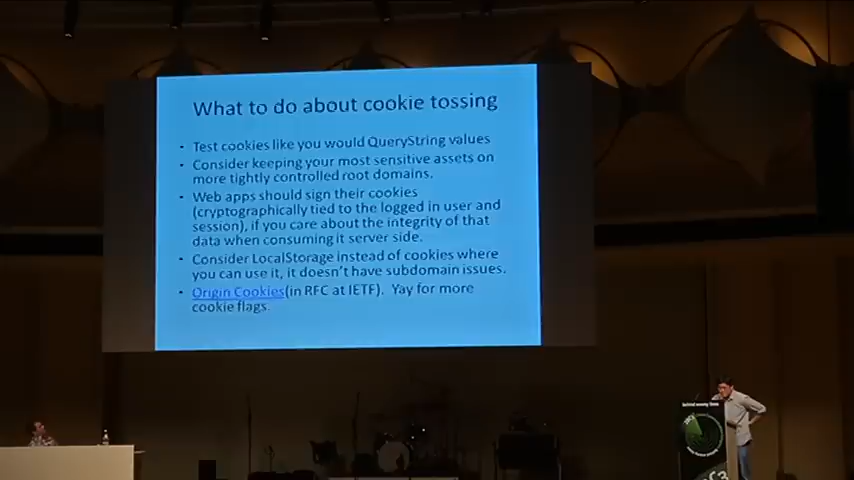 What to do about cookie tossing
• Test cookies like you would QueryString values
• Consider keeping your most sensitive assets on
more tightly controlled root domains.
• Web apps should sign their cookies
(cryptographically tied to the logged in user and
session), if you care about the integrity of that
data when consuming it server side.
• Consider LocalStorage instead of cookies where
you can use it, it doesn't have subdomain issues.
• Origin Cookies(in RFC at IETF). Yay for more
cookie flags.
behind enemy lines